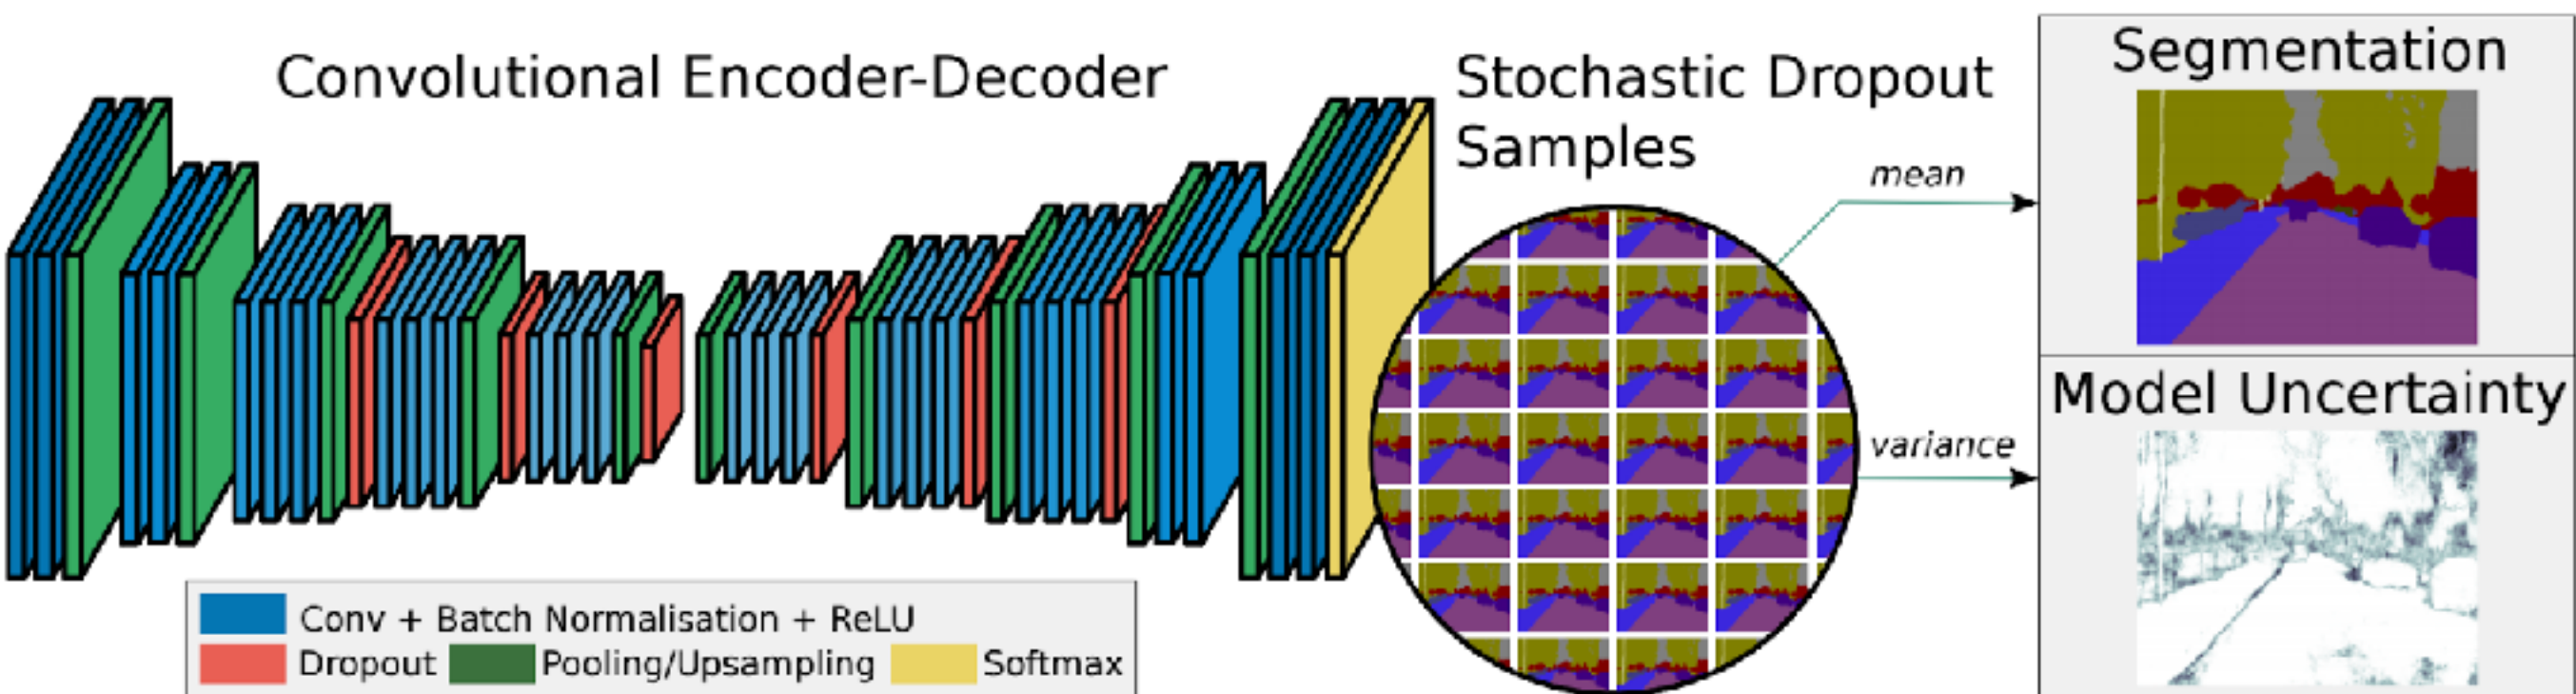 Convolutional Encoder-Decoder
Stochastic Dropout
Samples
mean
variance
Segmentation
Model Uncertainty
Conv + Batch Normalisation + ReLU
Dropout
Pooling/Upsampling
Softmax